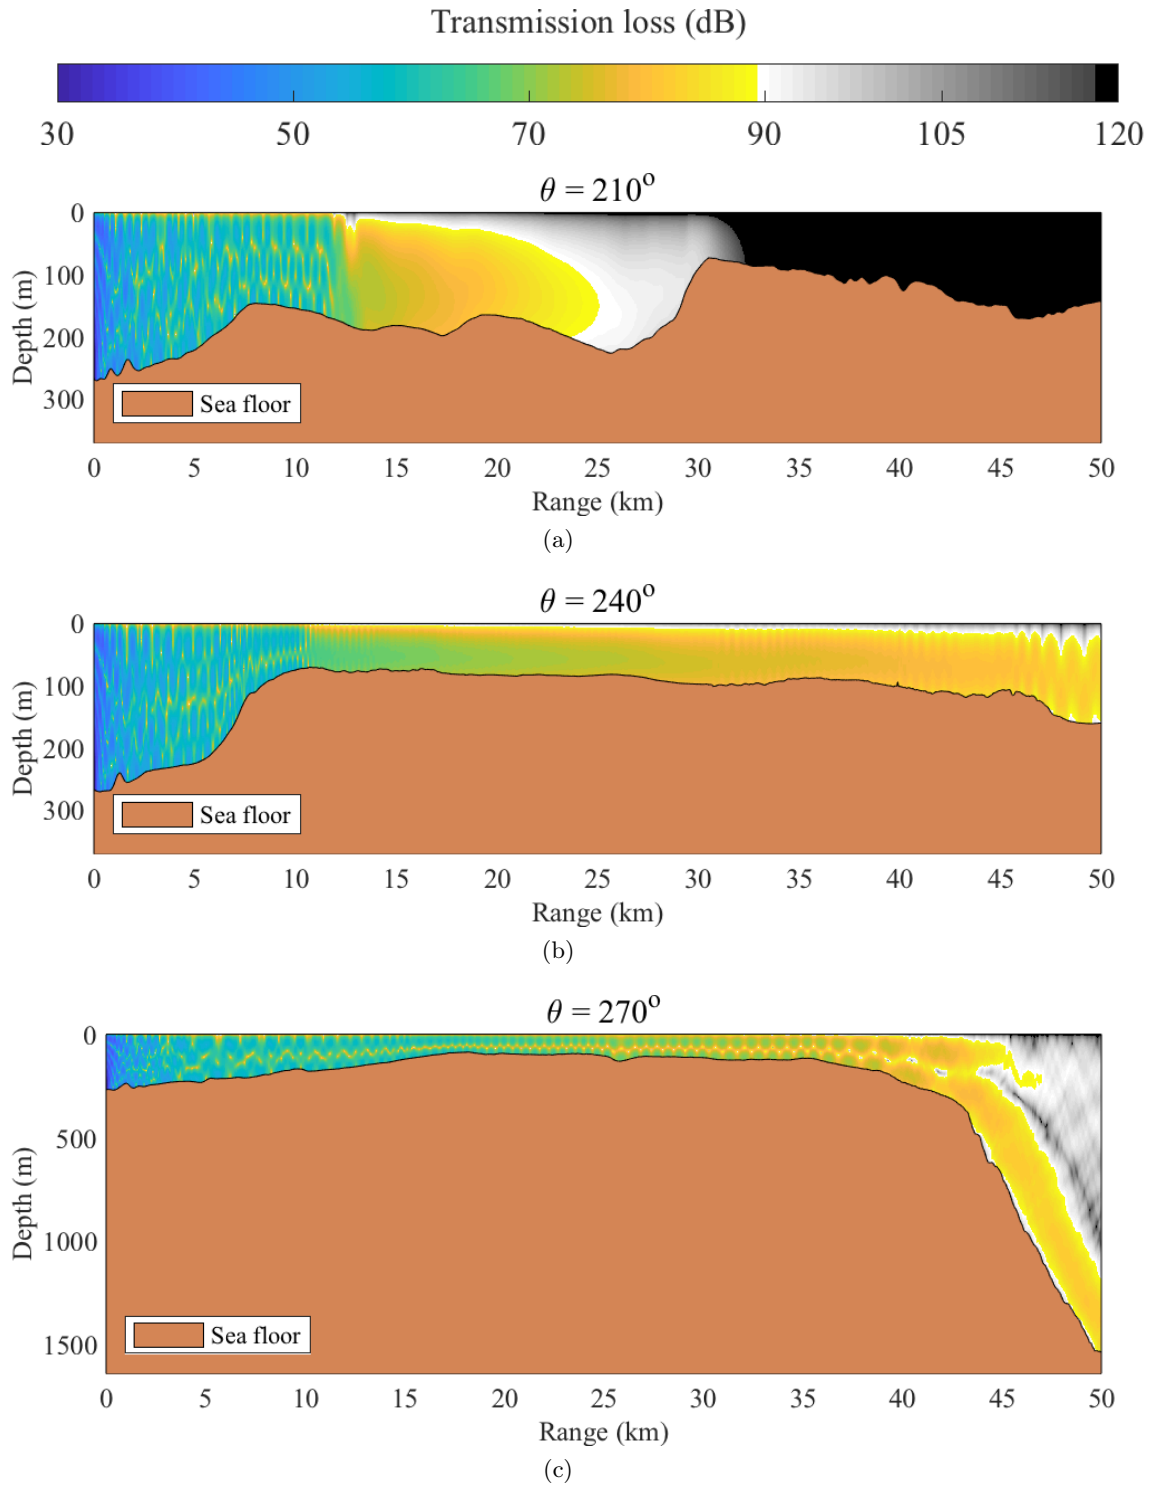 Transmission loss (dB)
30 50 70 90 105 120
θ = 210°
0
100
200
300
Depth (m)
Sea floor
0 5 10 15 20 25 30 35 40 45 50
Range (km)
(a)
θ = 240°
0
100
200
300
Depth (m)
Sea floor
0 5 10 15 20 25 30 35 40 45 50
Range (km)
(b)
θ = 270°
0
500
1000
1500
Depth (m)
Sea floor
0 5 10 15 20 25 30 35 40 45 50
Range (km)
(c)